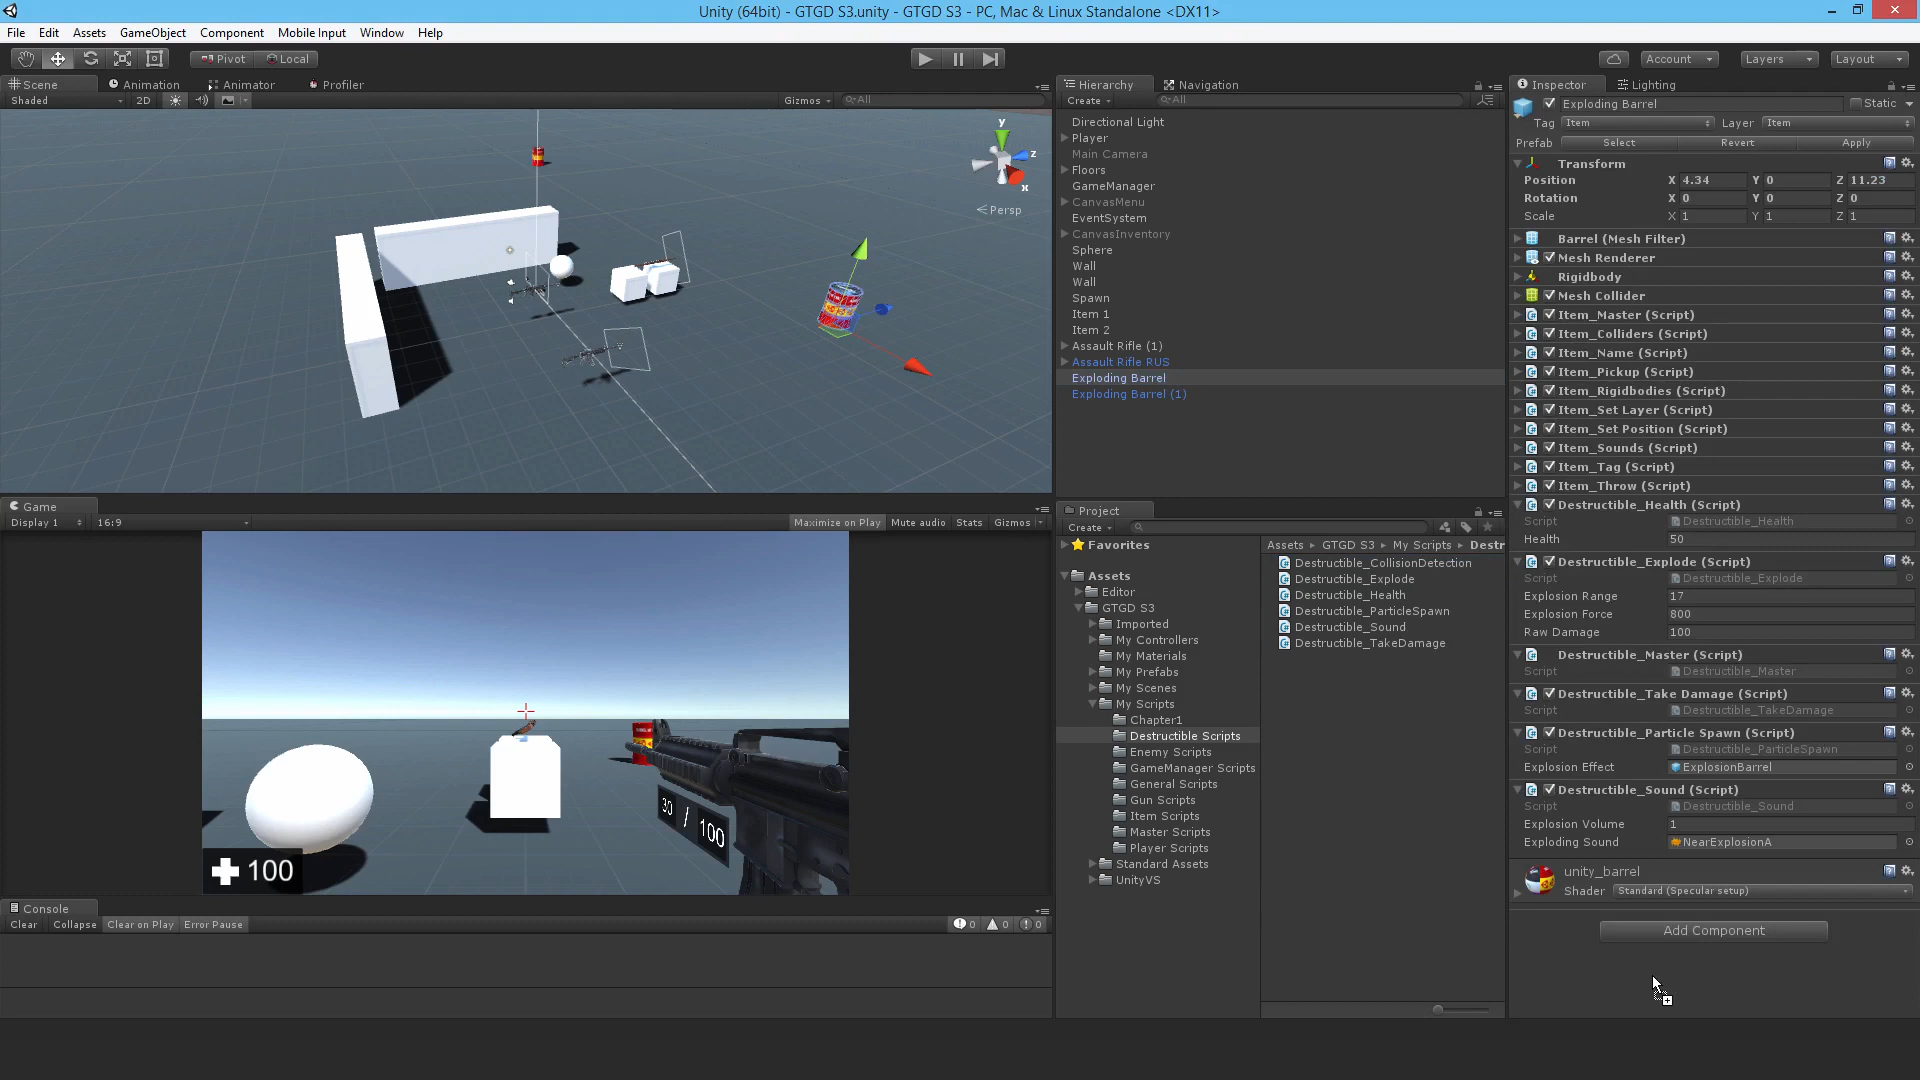 Unity (64bit) - GTGD S3.unity - GTGD S3 - PC, Mac & Linux Standalone <DX11>
File Edit Assets GameObject Component Mobile Input Window Help
Pivot Local Account Layers Layout
Scene Animation Animator Profiler
Shaded 2D Gizmos All
y
z
x
Persp
Game
Display 1 16:9 Maximize on Play Mute audio Stats Gizmos
30 / 100
100
Console
Clear Collapse Clear on Play Error Pause 0 0 0
Hierarchy Navigation
Create All
Directional Light
Player
Main Camera
Floors
GameManager
CanvasMenu
EventSystem
CanvasInventory
Sphere
Wall
Wall
Spawn
Item 1
Item 2
Assault Rifle (1)
Assault Rifle RUS
Exploding Barrel
Exploding Barrel (1)
Project
Create
Favorites
Assets
Editor
GTGD S3
Imported
My Controllers
My Materials
My Prefabs
My Scenes
My Scripts
Chapter1
Destructible Scripts
Enemy Scripts
GameManager Scripts
General Scripts
Gun Scripts
Item Scripts
Master Scripts
Player Scripts
Standard Assets
UnityVS
Assets GTGD S3 My Scripts Destr
Destructible_CollisionDetection
Destructible_Explode
Destructible_Health
Destructible_ParticleSpawn
Destructible_Sound
Destructible_TakeDamage
Inspector Lighting
Exploding Barrel Static
Tag Item Layer Item
Prefab Select Revert Apply
Transform
Position X 4.34 Y 0 Z 11.23
Rotation X 0 Y 0 Z 0
Scale X 1 Y 1 Z 1
Barrel (Mesh Filter)
Mesh Renderer
Rigidbody
Mesh Collider
Item_Master (Script)
Item_Colliders (Script)
Item_Name (Script)
Item_Pickup (Script)
Item_Rigidbodies (Script)
Item_Set Layer (Script)
Item_Set Position (Script)
Item_Sounds (Script)
Item_Tag (Script)
Item_Throw (Script)
Destructible_Health (Script)
Script Destructible_Health
Health 50
Destructible_Explode (Script)
Script Destructible_Explode
Explosion Range 17
Explosion Force 800
Raw Damage 100
Destructible_Master (Script)
Script Destructible_Master
Destructible_Take Damage (Script)
Script Destructible_TakeDamage
Destructible_Particle Spawn (Script)
Script Destructible_ParticleSpawn
Explosion Effect ExplosionBarrel
Destructible_Sound (Script)
Script Destructible_Sound
Explosion Volume 1
Exploding Sound NearExplosionA
unity_barrel
Shader Standard (Specular setup)
Add Component